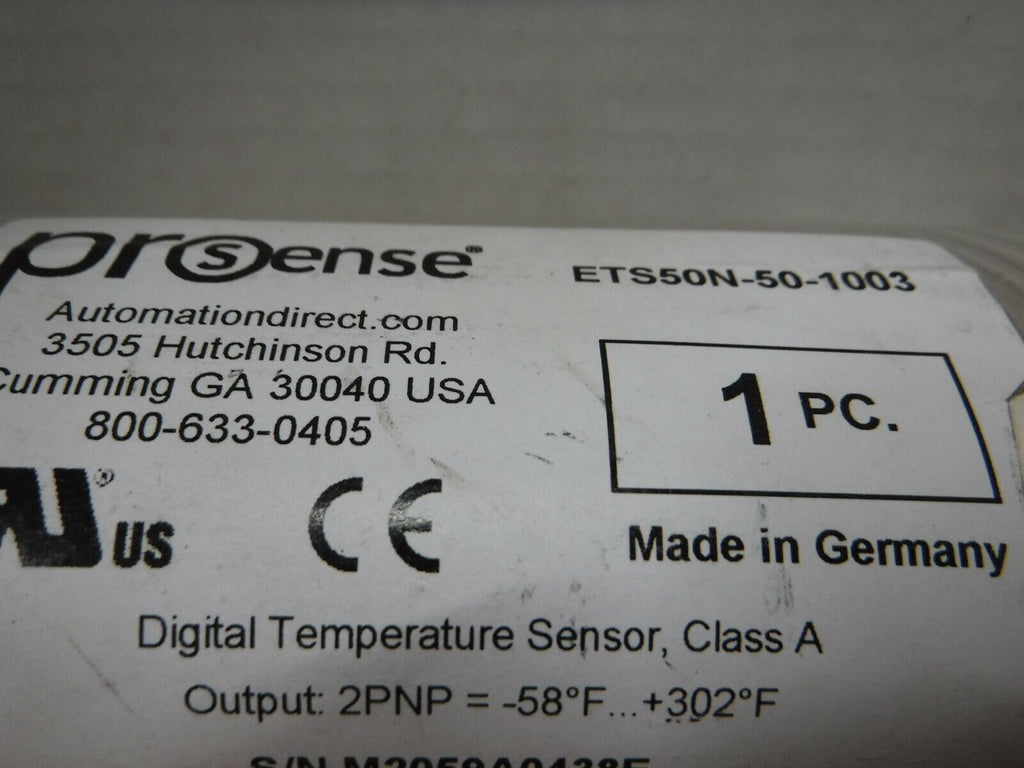 prosense®
ETS50N-50-1003
Automationdirect.com
3505 Hutchinson Rd.
Cumming GA 30040 USA
800-633-0405
1 PC.
US
CE
Made in Germany
Digital Temperature Sensor, Class A
Output: 2PNP = -58°F...+302°F
S/N